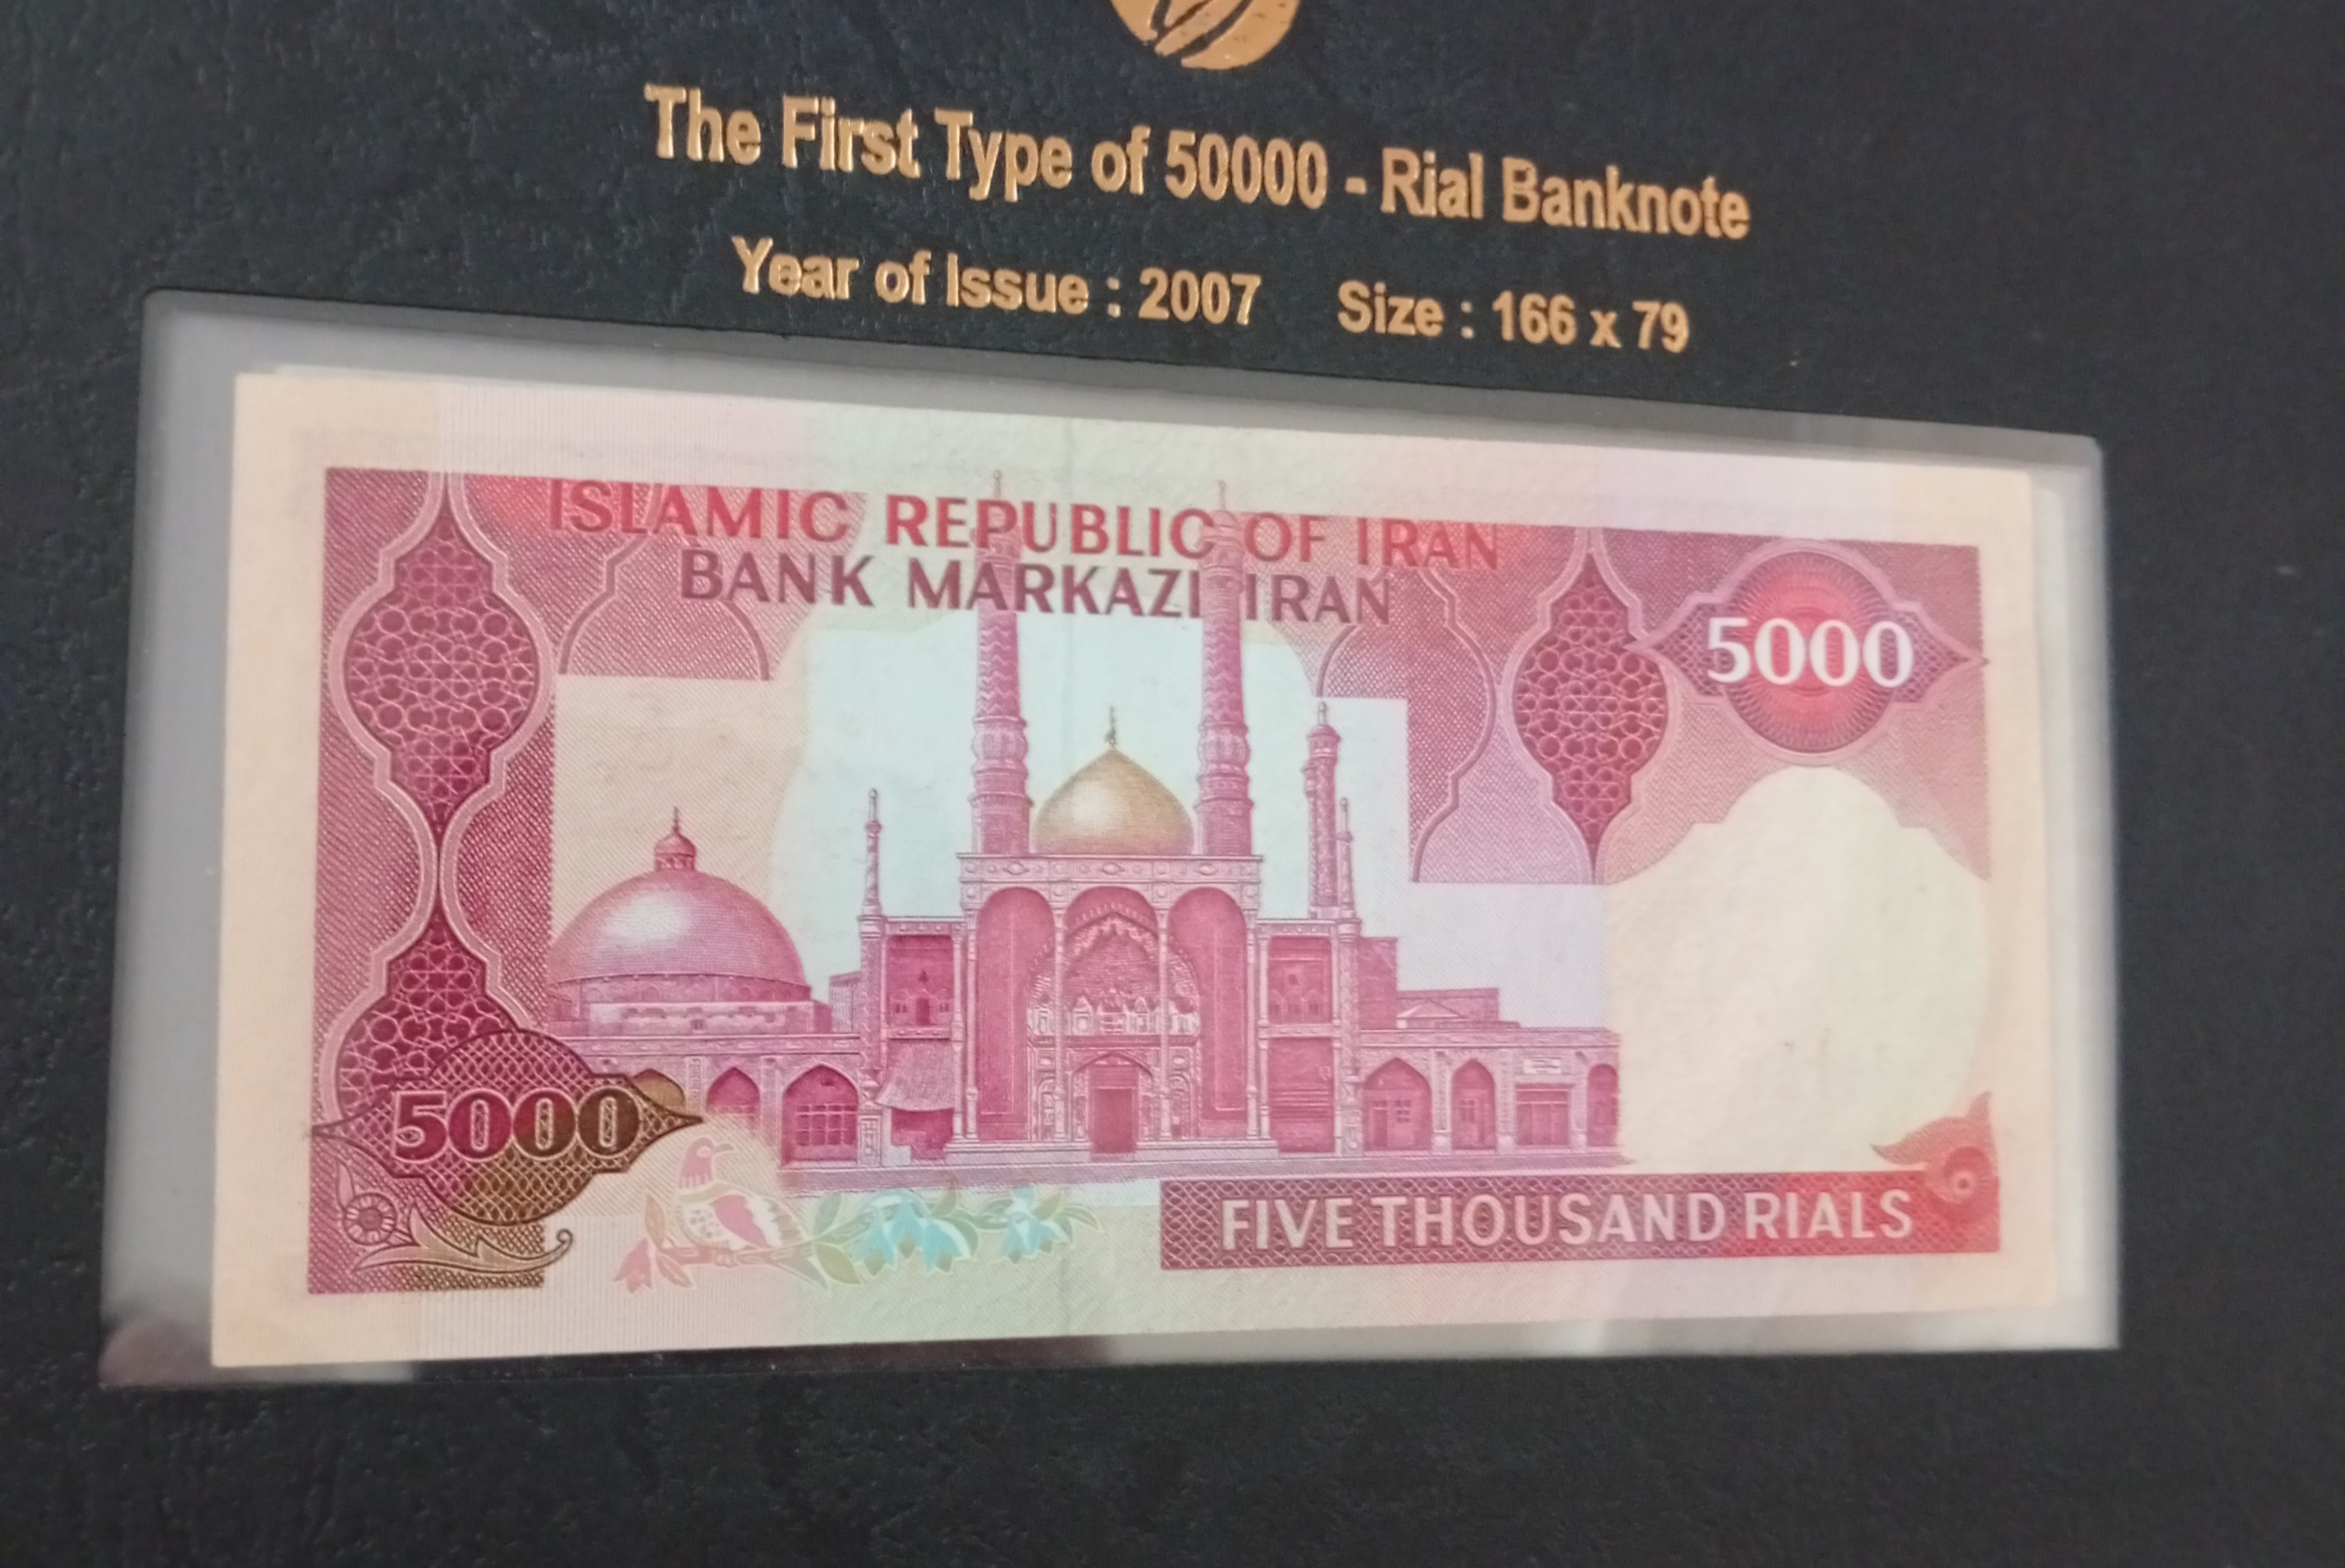 The First Type of 50000 - Rial Banknote
Year of Issue : 2007 Size : 166 x 79
ISLAMIC REPUBLIC OF IRAN
BANK MARKAZI IRAN
5000
5000
FIVE THOUSAND RIALS